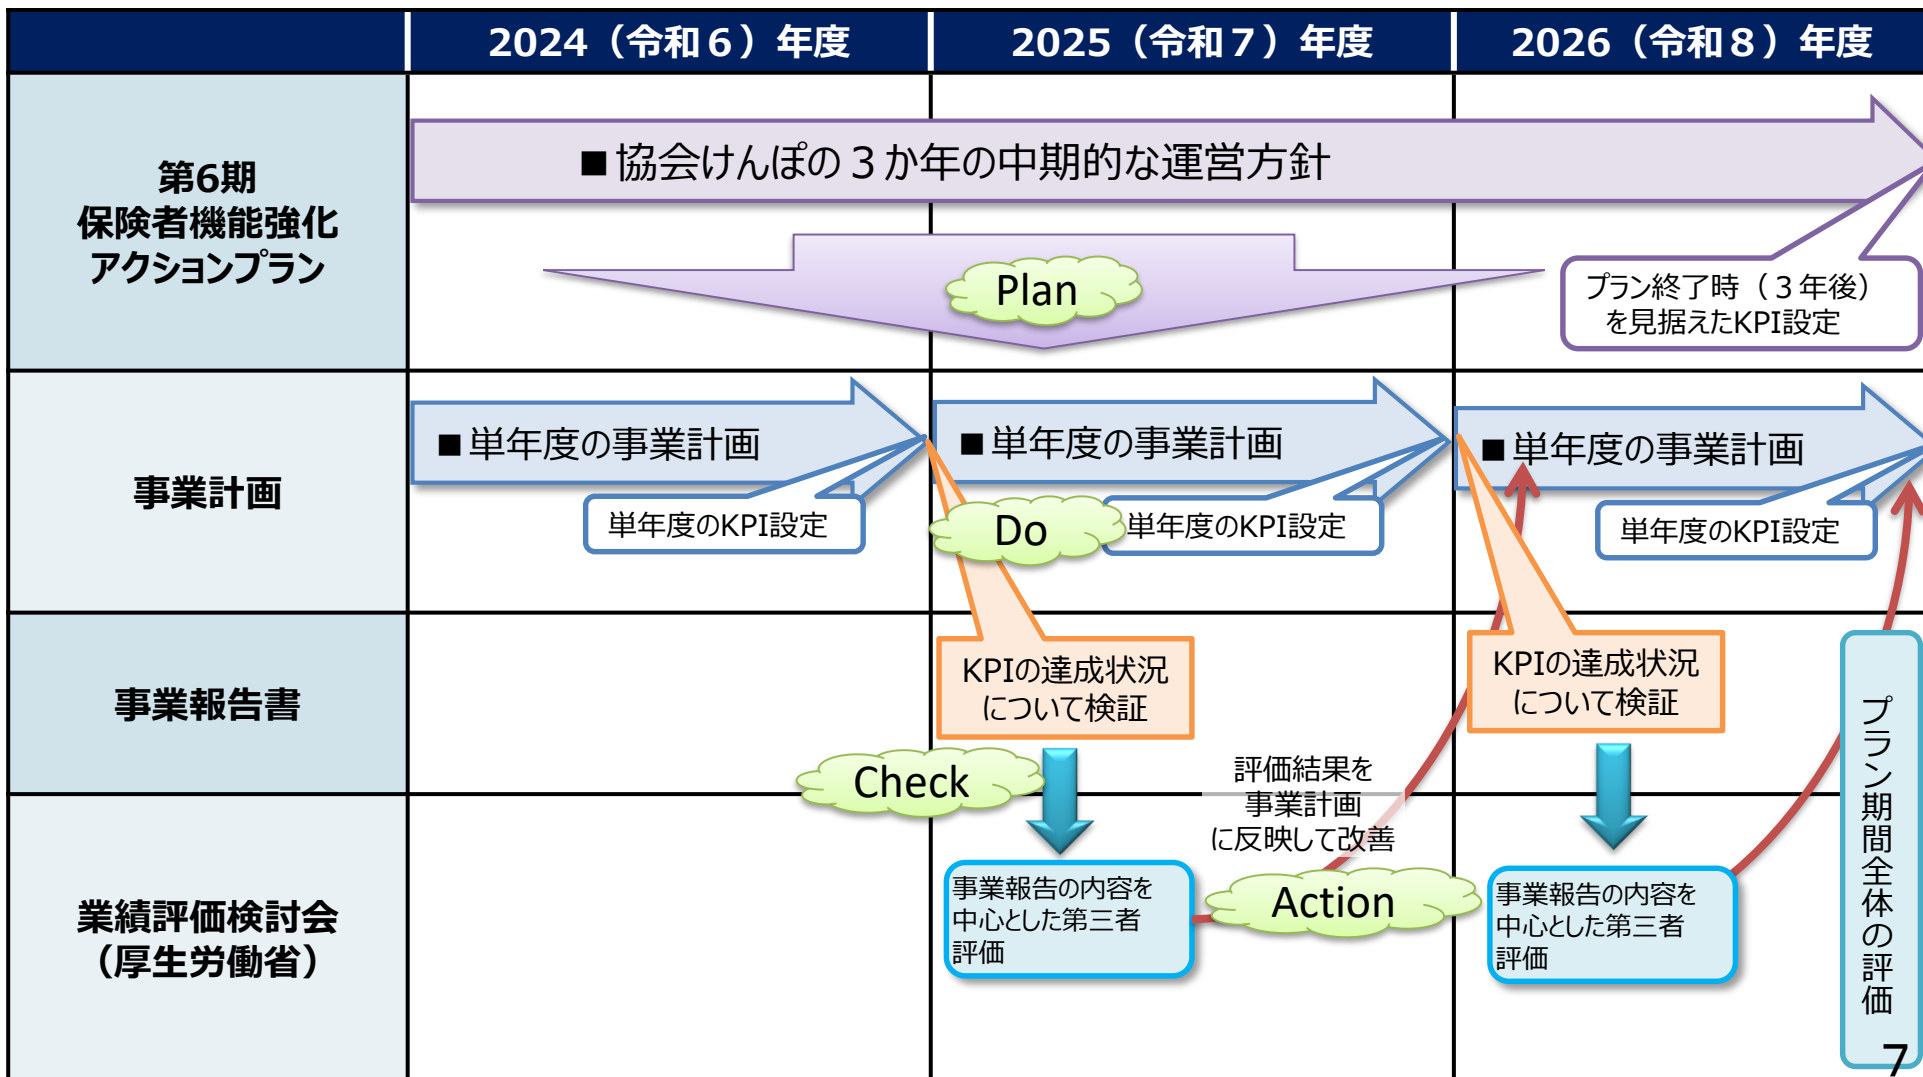 2024（令和６）年度
2025（令和７）年度
2026（令和８）年度
第6期
保険者機能強化
アクションプラン
■ 協会けんぽの３か年の中期的な運営方針
Plan
プラン終了時（３年後）
を見据えたKPI設定
事業計画
■ 単年度の事業計画
単年度のKPI設定
■ 単年度の事業計画
Do
単年度のKPI設定
■ 単年度の事業計画
単年度のKPI設定
事業報告書
KPIの達成状況
について検証
KPIの達成状況
について検証
Check
評価結果を
事業計画
に反映して改善
プラン期間全体の評価
業績評価検討会
（厚生労働省）
事業報告の内容を
中心とした第三者
評価
Action
事業報告の内容を
中心とした第三者
評価
7